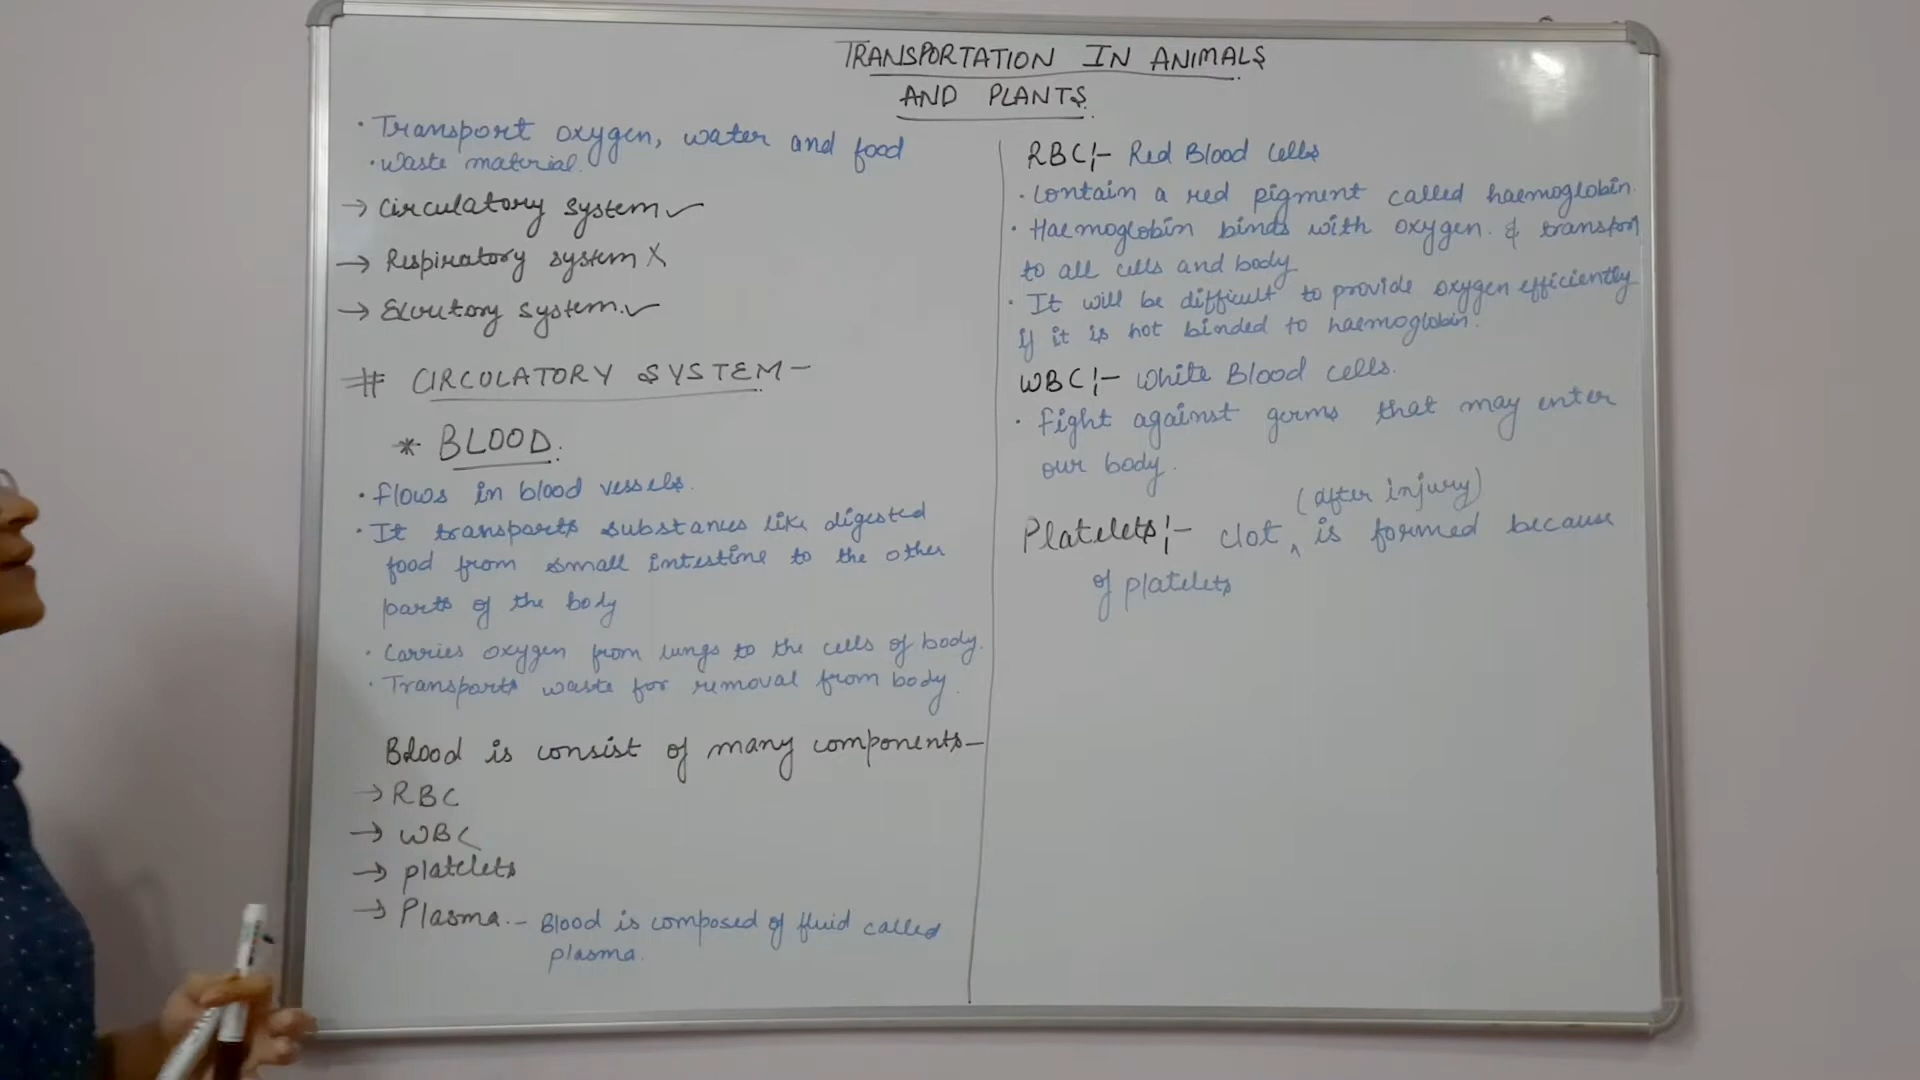 TRANSPORTATION IN ANIMALS
AND PLANTS
· Transport oxygen, water and food
· Waste material.
→ Circulatory system ✓
→ Respiratory system X
→ Excretory system. ✓
# CIRCULATORY SYSTEM -
* BLOOD.
· Flows in blood vessels.
· It transports substances like digested
food from small intestine to the other
parts of the body
· Carries oxygen from lungs to the cells of body.
· Transports waste for removal from body.
Blood is consist of many components-
→ RBC
→ WBC
→ platelets
→ Plasma. - Blood is composed of fluid called
plasma.
RBC:- Red Blood Cells
· Contain a red pigment called haemoglobin.
· Haemoglobin binds with oxygen. & transport
to all cells and body
· It will be difficult to provide oxygen efficiently
if it is not binded to haemoglobin.
WBC:- White Blood cells.
· Fight against germs that may enter
our body.
(after injury)
Platelets:- Clot ^ is formed because
of platelets